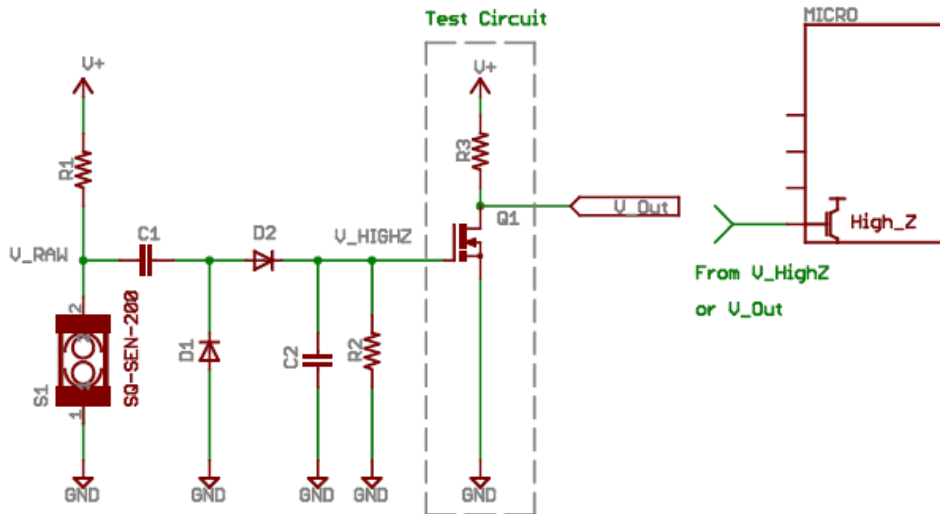 Test Circuit
MICRO
V+
V+
R1
R3
V_Out
Q1
High_Z
C1
D2
V_HIGHZ
V_RAW
From V_HighZ
or V_Out
2
SQ-SEN-200
S1
1
D1
C2
R2
GND
GND
GND
GND
GND